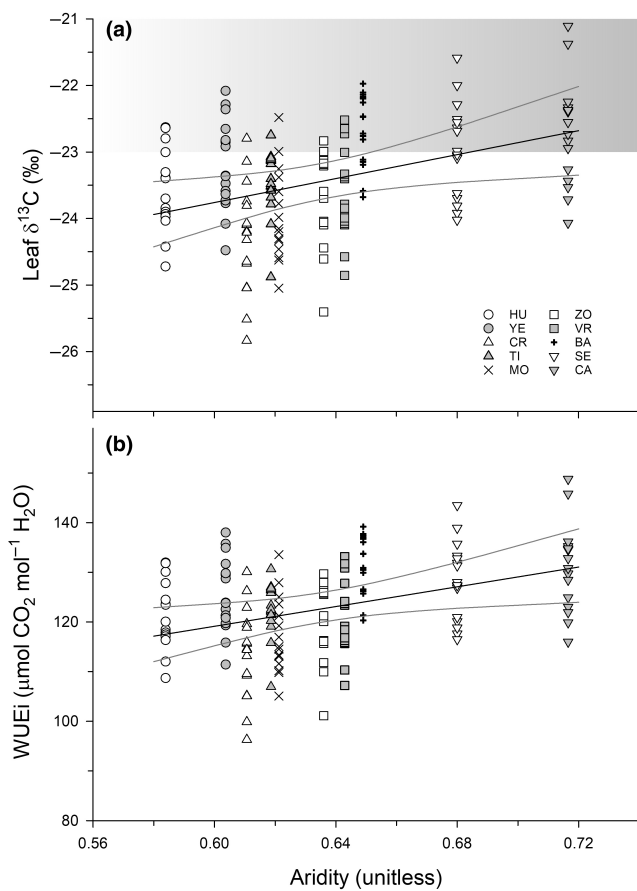 (a)
–21
–22
–23
–24
–25
–26
Leaf δ¹³C (‰)
HU ZO
YE VR
CR BA
TI SE
MO CA
(b)
140
120
100
80
WUEi (μmol CO₂ mol⁻¹ H₂O)
0.56 0.60 0.64 0.68 0.72
Aridity (unitless)